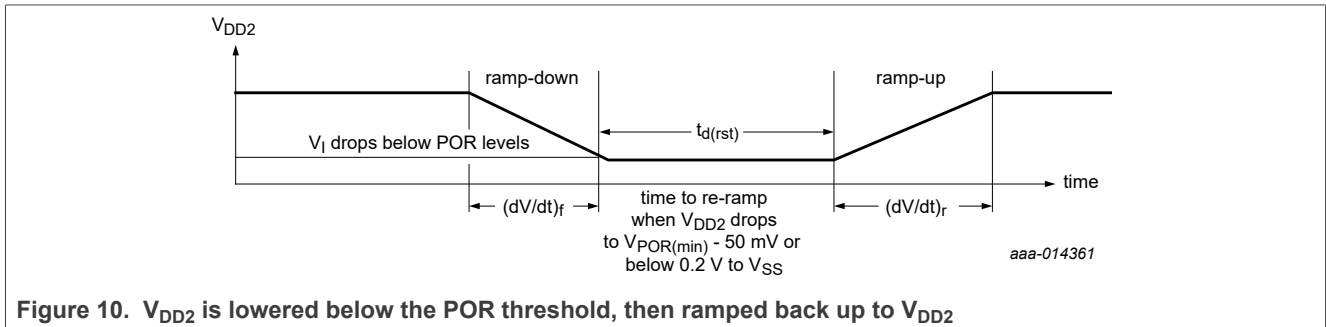 VDD2
ramp-down
ramp-up
td(rst)
VI drops below POR levels
time
(dV/dt)f
time to re-ramp
when VDD2 drops
to VPOR(min) - 50 mV or
below 0.2 V to VSS
(dV/dt)r
aaa-014361
Figure 10. VDD2 is lowered below the POR threshold, then ramped back up to VDD2